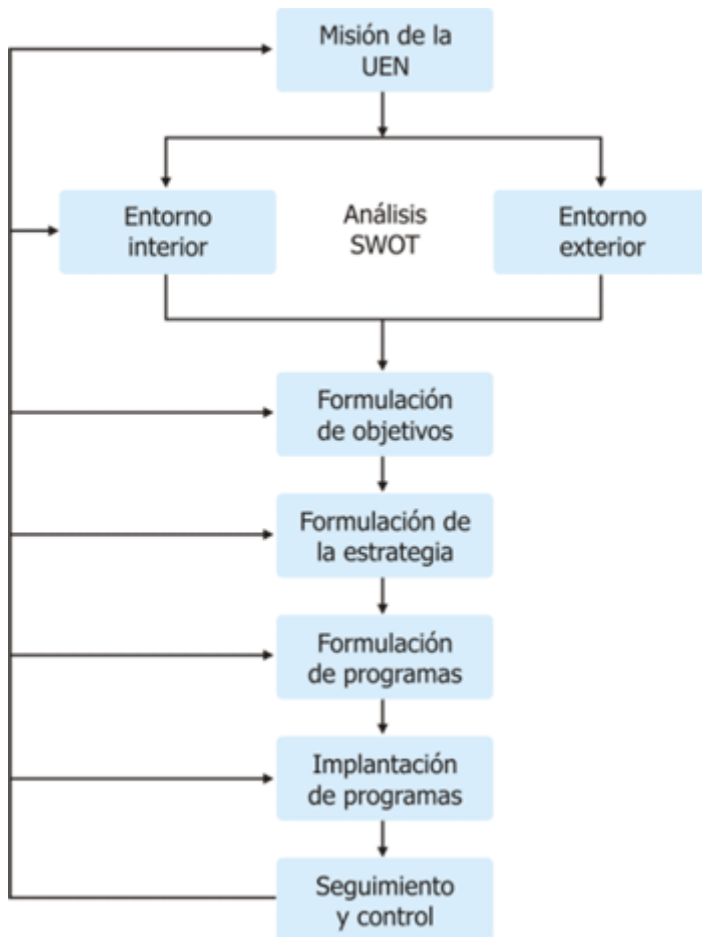 Misión de la
UEN
Entorno
interior
Análisis
SWOT
Entorno
exterior
Formulación
de objetivos
Formulación de
la estrategia
Formulación
de programas
Implantación
de programas
Seguimiento
y control